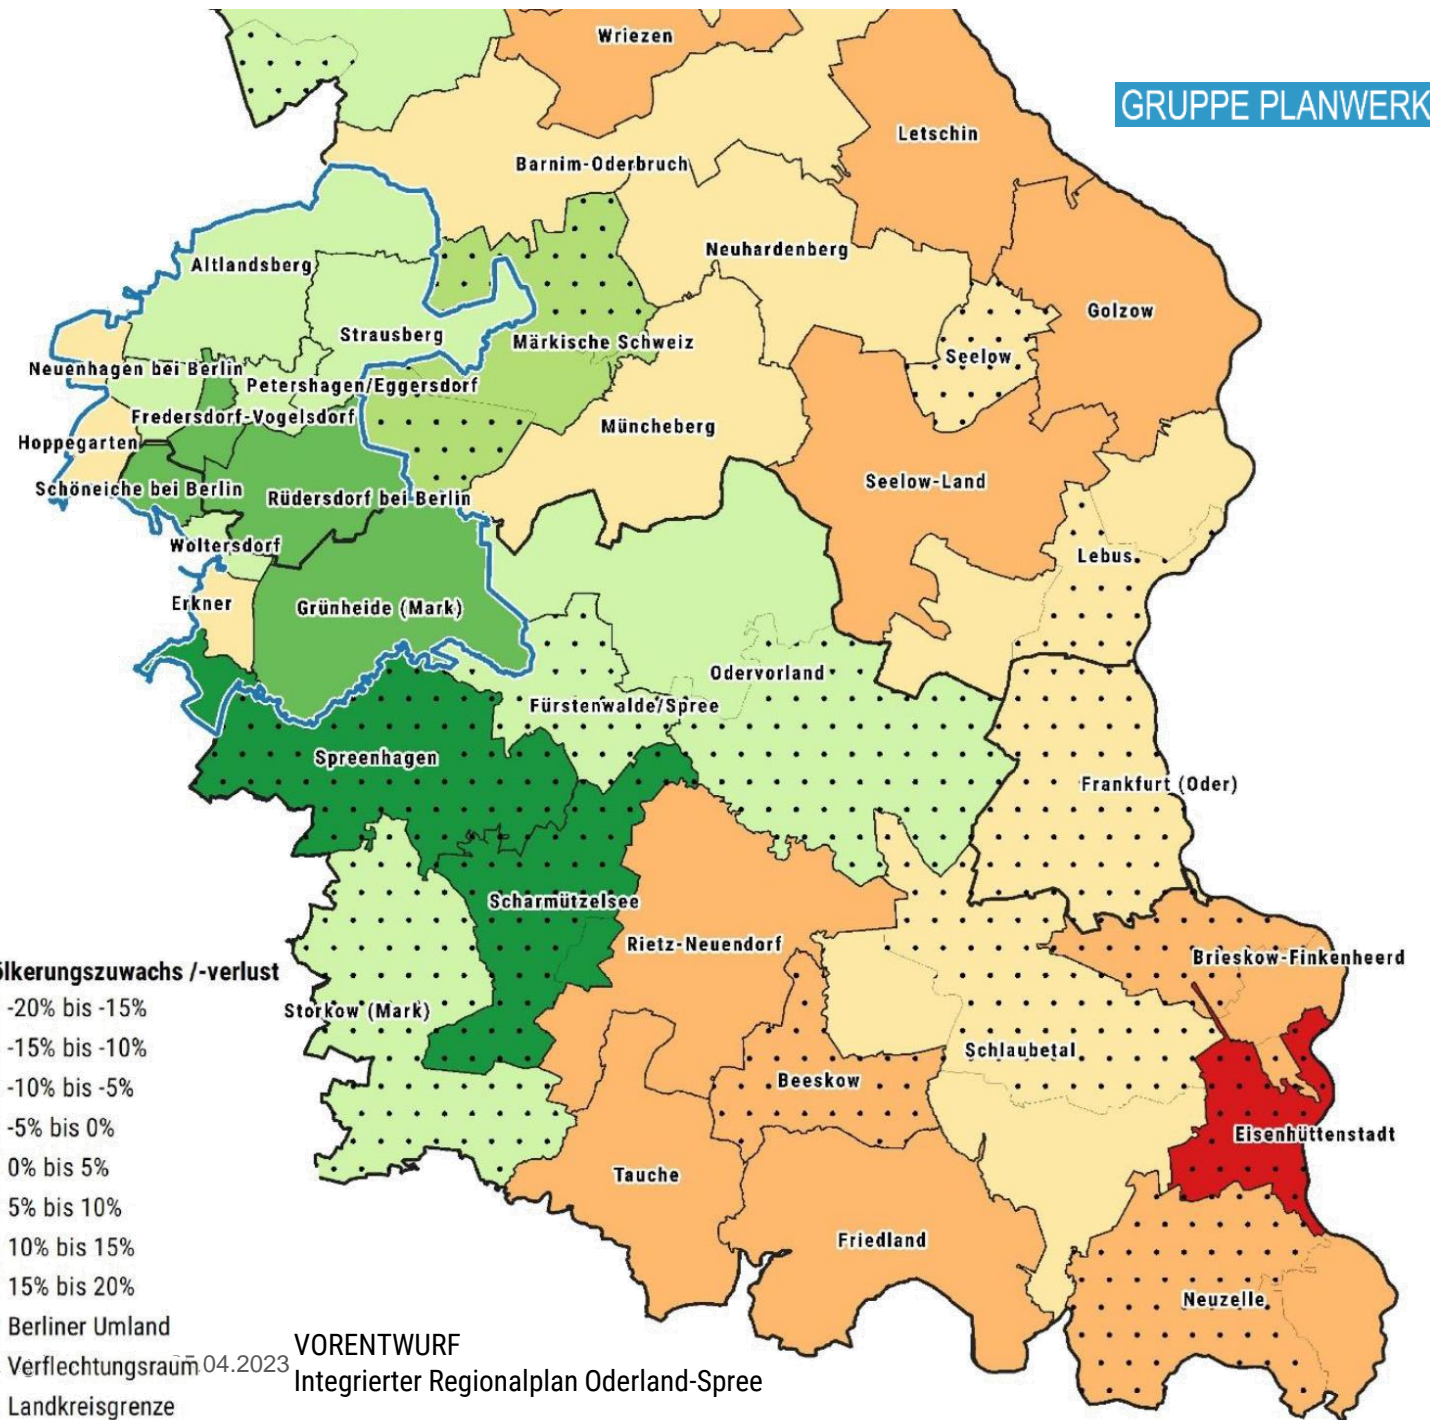 Wriezen
GRUPPE PLANWERK
Letschin
Barnim-Oderbruch
Neuhardenberg
Altlandsberg
Golzow
Strausberg
Märkische Schweiz
Seelow
Neuenhagen bei Berlin
Petershagen/Eggersdorf
Fredersdorf-Vogelsdorf
Müncheberg
Hoppegarten
Seelow-Land
Schöneiche bei Berlin
Rüdersdorf bei Berlin
Woltersdorf
Lebus
Erkner
Grünheide (Mark)
Odervorland
Fürstenwalde/Spree
Spreenhagen
Frankfurt (Oder)
Scharmützelsee
Rietz-Neuendorf
Brieskow-Finkenheerd
Storkow (Mark)
Schlaubetal
Beeskow
Eisenhüttenstadt
Tauche
Friedland
Neuzelle
ölkerungszuwachs /-verlust
-20% bis -15%
-15% bis -10%
-10% bis -5%
-5% bis 0%
0% bis 5%
5% bis 10%
10% bis 15%
15% bis 20%
Berliner Umland
Verflechtungsraum
Landkreisgrenze
.04.2023
VORENTWURF
Integrierter Regionalplan Oderland-Spree